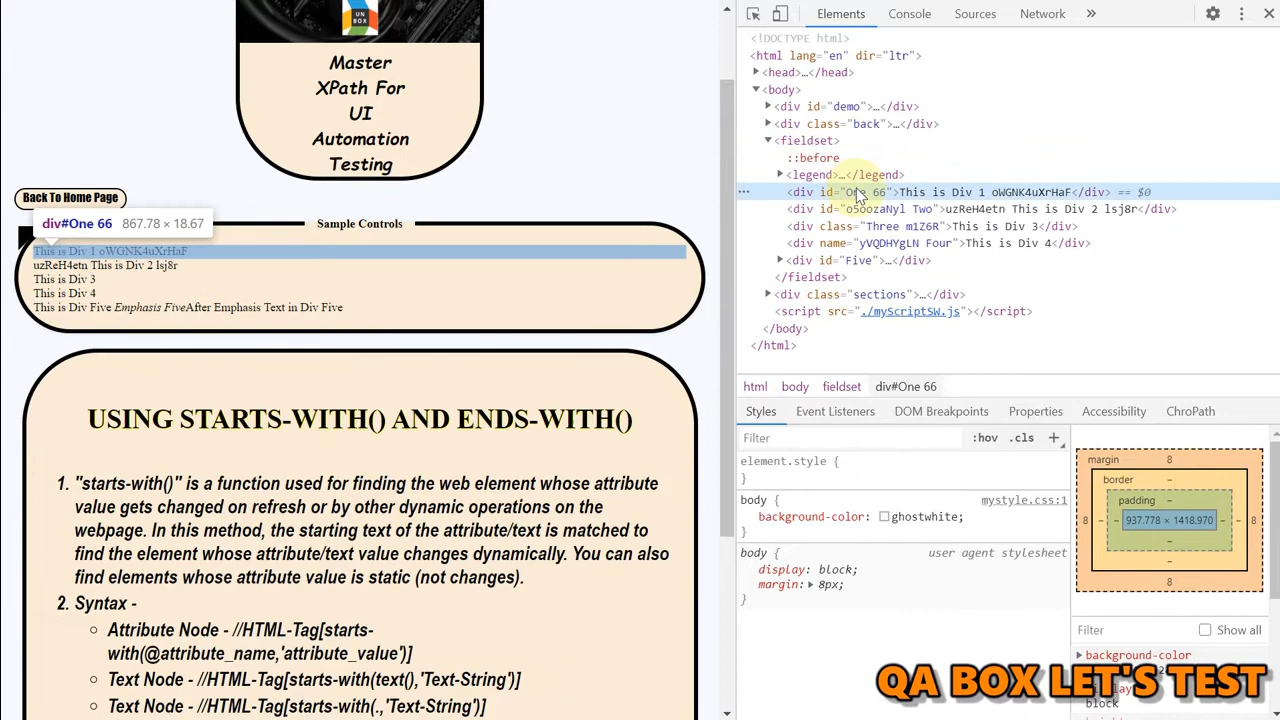 UN
BOX
Master
XPath For
UI
Automation
Testing
Back To Home Page
div#One 66 867.78 × 18.67
Sample Controls
This is Div 1 oWGNK4uXrHaF
uzReH4etn This is Div 2 lsj8r
This is Div 3
This is Div 4
This is Div Five Emphasis FiveAfter Emphasis Text in Div Five
USING STARTS-WITH() AND ENDS-WITH()
1. "starts-with()" is a function used for finding the web element whose attribute
value gets changed on refresh or by other dynamic operations on the
webpage. In this method, the starting text of the attribute/text is matched to
find the element whose attribute/text value changes dynamically. You can also
find elements whose attribute value is static (not changes).
2. Syntax -
Attribute Node - //HTML-Tag[starts-
with(@attribute_name,'attribute_value')]
Text Node - //HTML-Tag[starts-with(text(),'Text-String')]
Text Node - //HTML-Tag[starts-with(.,'Text-String')]
Elements Console Sources Network »
<!DOCTYPE html>
<html lang="en" dir="ltr">
<head>…</head>
<body>
<div id="demo">…</div>
<div class="back">…</div>
<fieldset>
::before
<legend>…</legend>
<div id="One 66">This is Div 1 oWGNK4uXrHaF</div> == $0
<div id="o5oozaNyl Two">uzReH4etn This is Div 2 lsj8r</div>
<div class="Three m1Z6R">This is Div 3</div>
<div name="yVQDHYgLN Four">This is Div 4</div>
<div id="Five">…</div>
</fieldset>
<div class="sections">…</div>
<script src="./myScriptSW.js"></script>
</body>
</html>
html body fieldset div#One 66
Styles Event Listeners DOM Breakpoints Properties Accessibility ChroPath
Filter :hov .cls +
element.style {
}
body { mystyle.css:1
background-color: ghostwhite;
}
body { user agent stylesheet
display: block;
margin: 8px;
}
margin 8
border -
padding -
8 - - 937.778 × 1418.970 - - 8
-
-
8
Filter Show all
background-color
display
block
QA BOX LET'S TEST